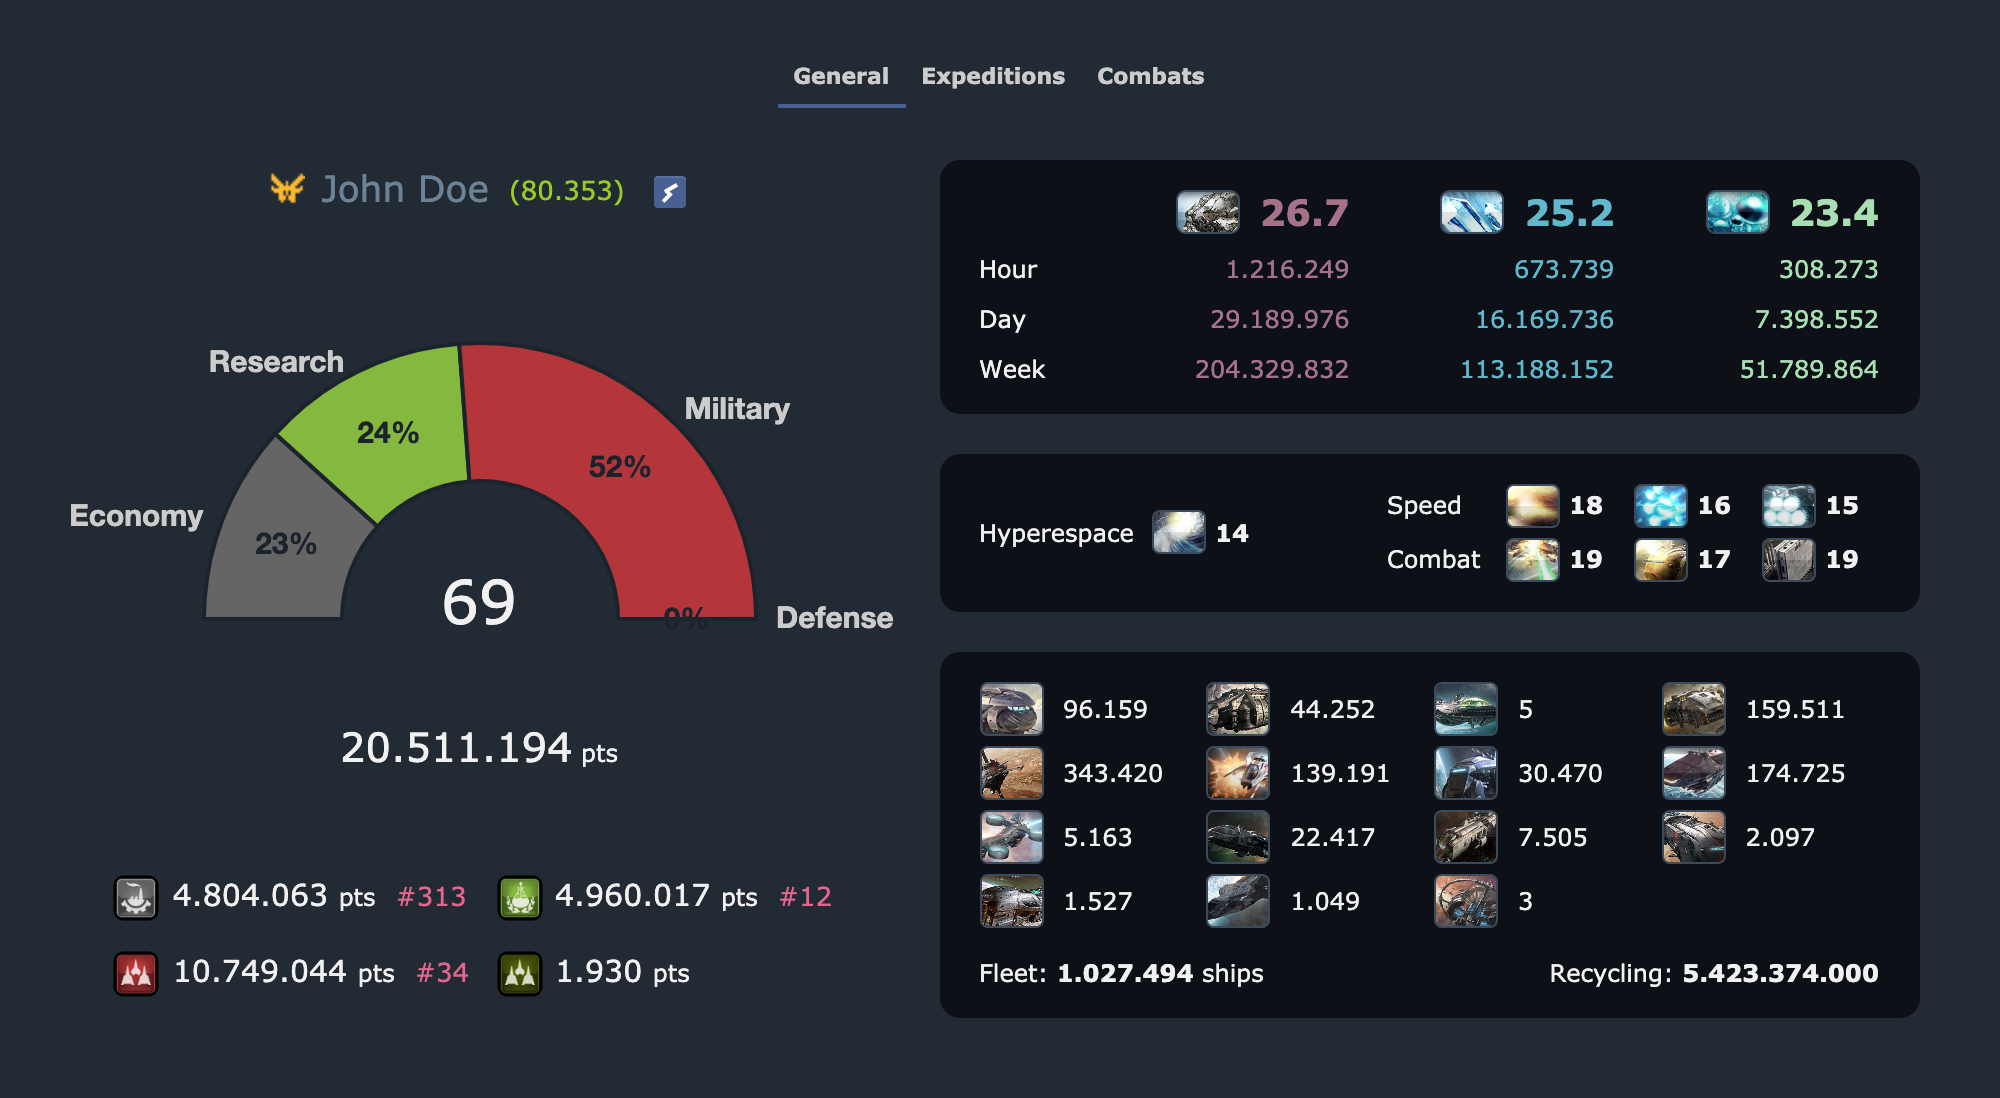 General Expeditions Combats
John Doe (80.353)
Research
24%
Military
52%
Economy
23%
69
0%
Defense
20.511.194 pts
4.804.063 pts #313
4.960.017 pts #12
10.749.044 pts #34
1.930 pts
26.7 25.2 23.4
Hour 1.216.249 673.739 308.273
Day 29.189.976 16.169.736 7.398.552
Week 204.329.832 113.188.152 51.789.864
Hyperespace 14
Speed 18 16 15
Combat 19 17 19
96.159 44.252 5 159.511
343.420 139.191 30.470 174.725
5.163 22.417 7.505 2.097
1.527 1.049 3
Fleet: 1.027.494 ships Recycling: 5.423.374.000